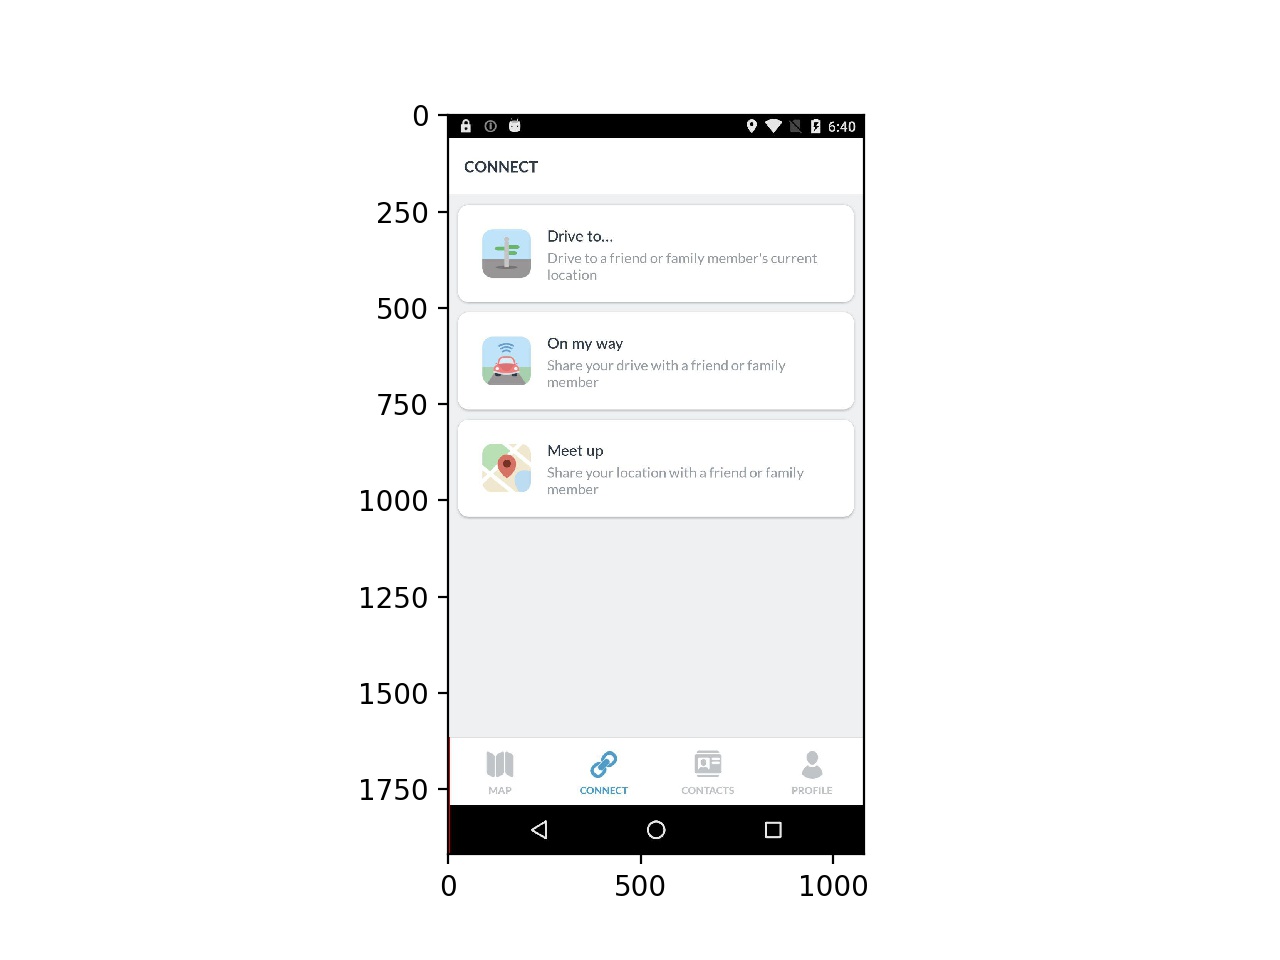 0
250
500
750
1000
1250
1500
1750
6:40
CONNECT
Drive to...
Drive to a friend or family member's current
location
On my way
Share your drive with a friend or family
member
Meet up
Share your location with a friend or family
member
MAP CONNECT CONTACTS PROFILE
0 500 1000